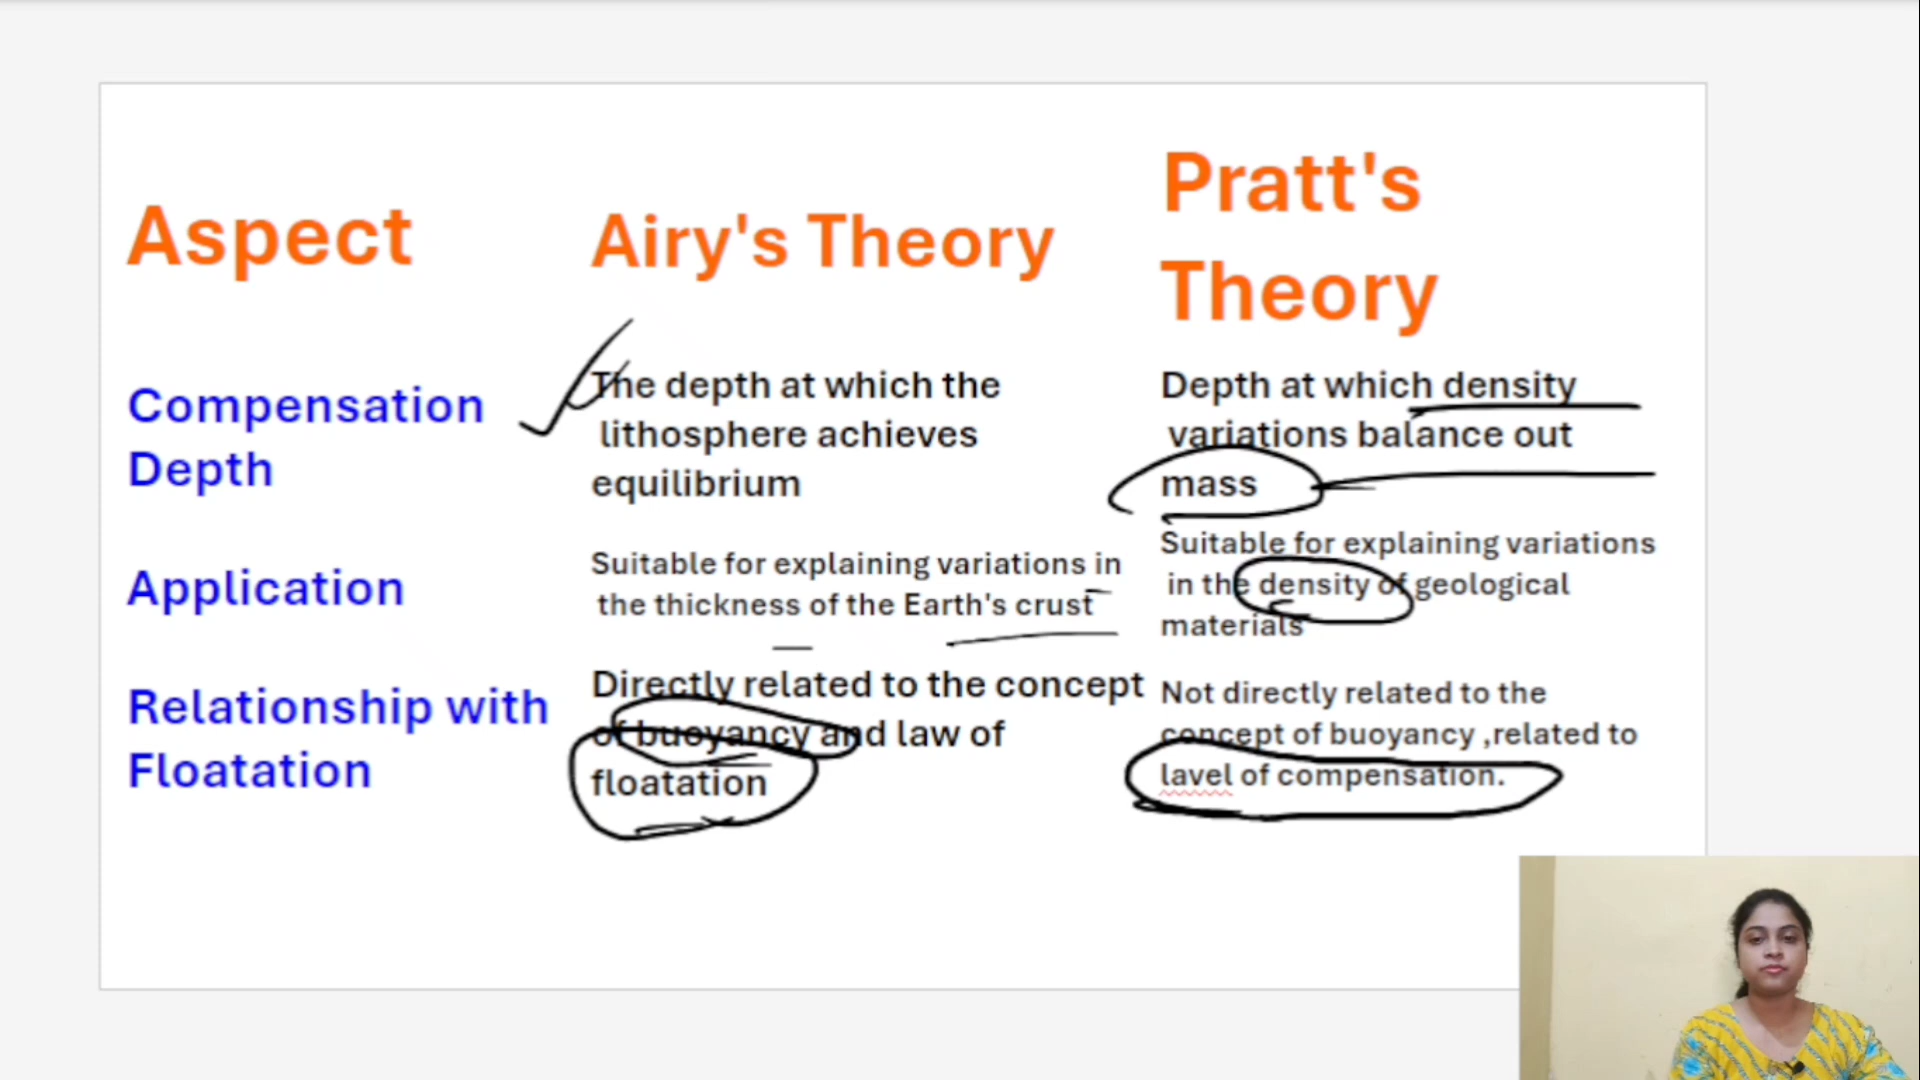 Aspect
Airy's Theory
Pratt's
Theory
Compensation
Depth
The depth at which the
lithosphere achieves
equilibrium
Depth at which density
variations balance out
mass
Application
Suitable for explaining variations in
the thickness of the Earth's crust
Suitable for explaining variations
in the density of geological
materials
Relationship with
Floatation
Directly related to the concept
of buoyancy and law of
floatation
Not directly related to the
concept of buoyancy ,related to
lavel of compensation.